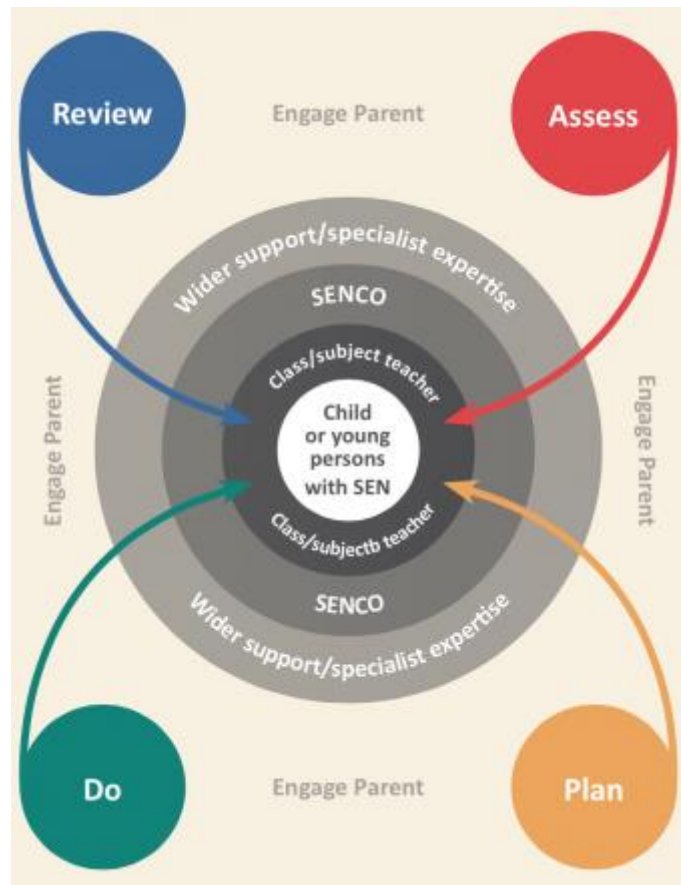 Review
Engage Parent
Assess
Wider support/specialist expertise
SENCO
Class/subject teacher
Engage Parent
Child
or young
persons
with SEN
Engage Parent
Class/subjectb teacher
SENCO
Wider support/specialist expertise
Do
Engage Parent
Plan